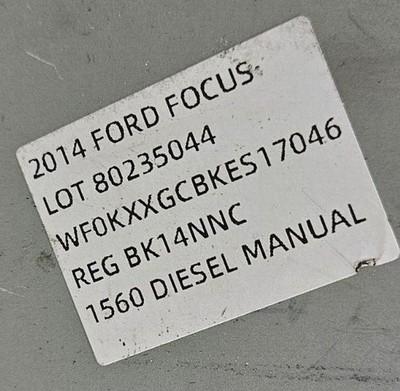 2014 FORD FOCUS
LOT 80235044
WF0KXXGCBKES17046
REG BK14NNC
1560 DIESEL MANUAL